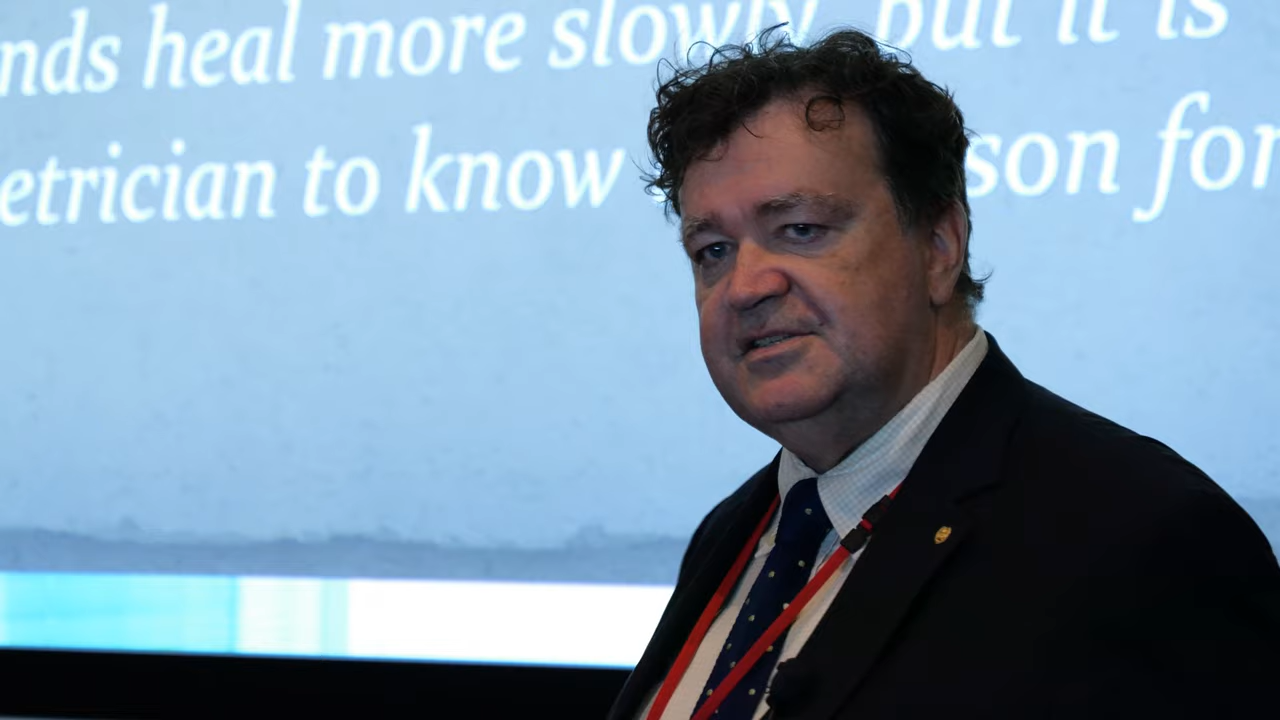 nds heal more slowly, but it is
etrician to know son for